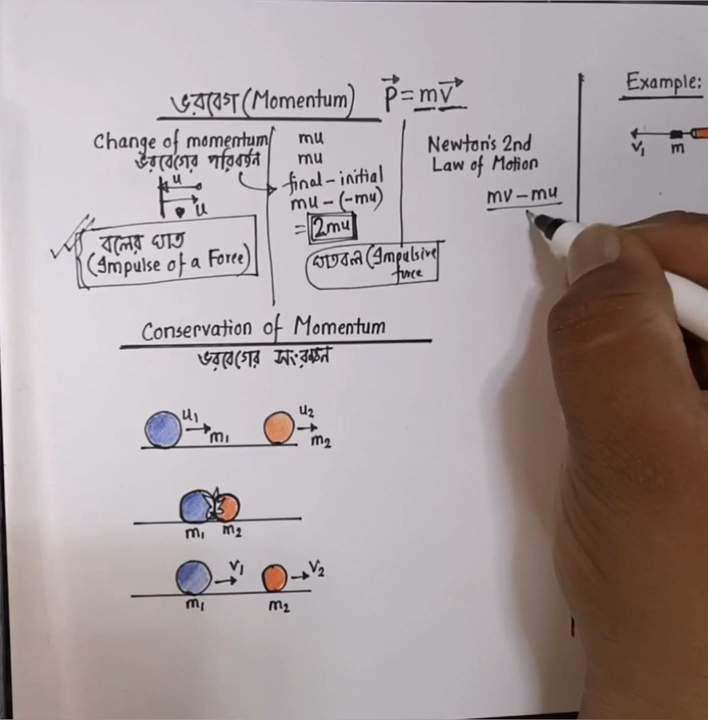 ভরবেগ (Momentum) P = mv
Change of momentum
ভরবেগের পরিবর্তন
u
u
বলের ঘাত
(Impulse of a Force)
mu
mu
final - initial
mu - (-mu)
= 2mu
ঘাতবল (Impulsive
force
Newton's 2nd
Law of Motion
mv - mu
Example:
v₁ m
Conservation of Momentum
ভরবেগের সংরক্ষণ
u₁ m₁ u₂ m₂
m₁ m₂
v₁ v₂
m₁ m₂